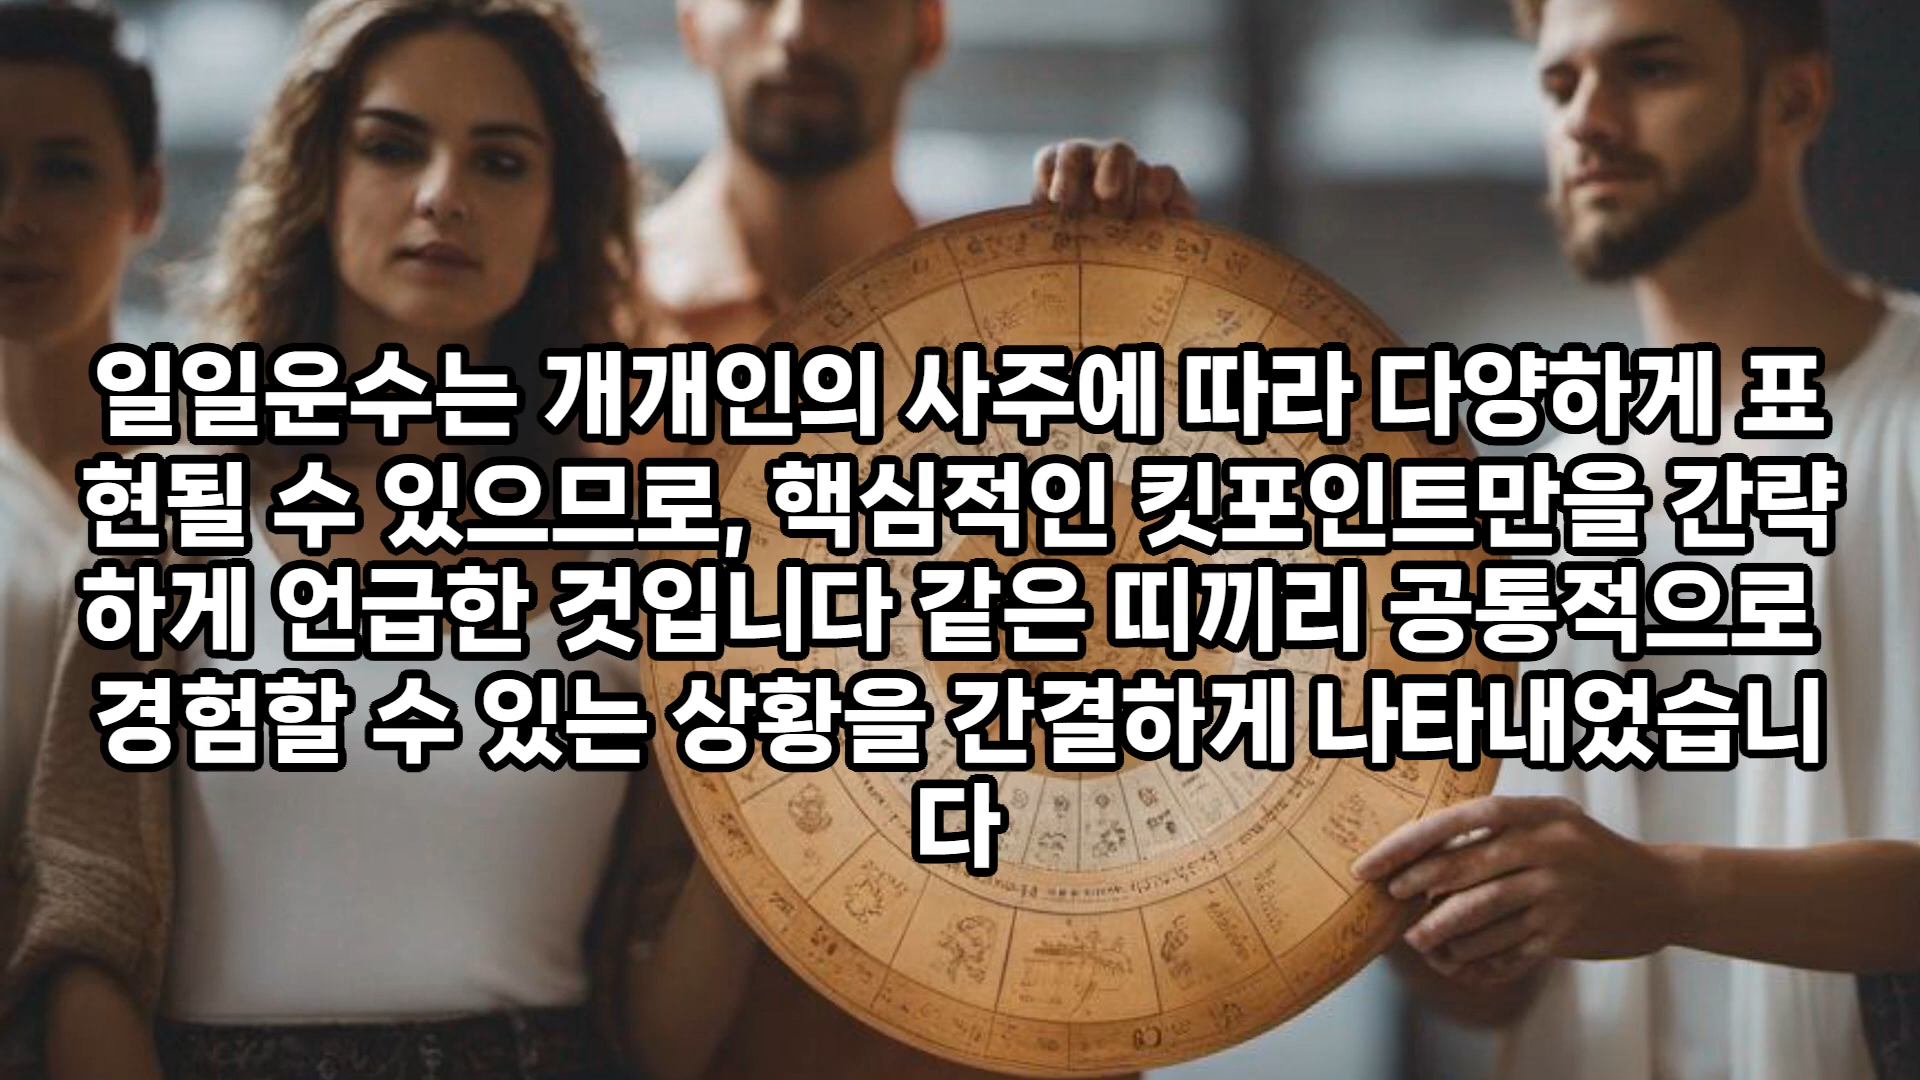 일일운수는 개개인의 사주에 따라 다양하게 표
현될 수 있으므로, 핵심적인 킷포인트만을 간략
하게 언급한 것입니다 같은 띠끼리 공통적으로
경험할 수 있는 상황을 간결하게 나타내었습니
다